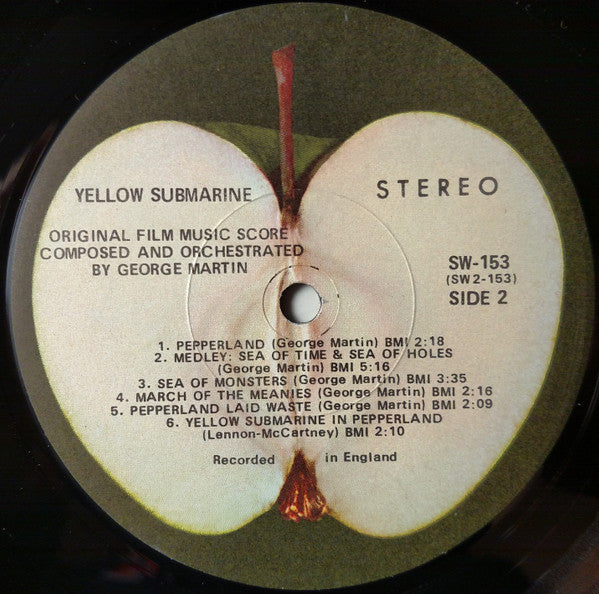 YELLOW SUBMARINE
STEREO
ORIGINAL FILM MUSIC SCORE
COMPOSED AND ORCHESTRATED
BY GEORGE MARTIN
SW-153
(SW2-153)
SIDE 2
1. PEPPERLAND (George Martin) BMI 2:18
2. MEDLEY: SEA OF TIME & SEA OF HOLES
(George Martin) BMI 5:16
3. SEA OF MONSTERS (George Martin) BMI 3:35
4. MARCH OF THE MEANIES (George Martin) BMI 2:16
5. PEPPERLAND LAID WASTE (George Martin) BMI 2:09
6. YELLOW SUBMARINE IN PEPPERLAND
(Lennon-McCartney) BMI 2:10
Recorded in England